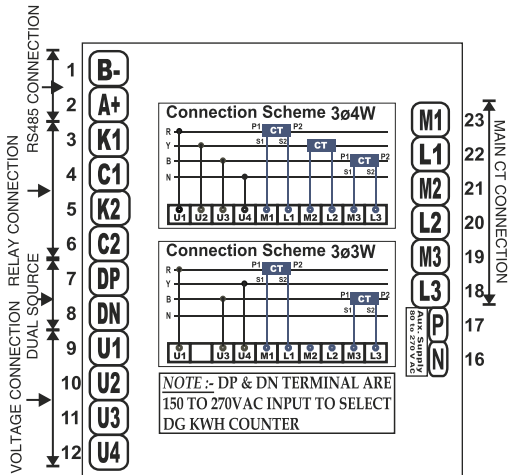 RS485 CONNECTION
RELAY CONNECTION
DUAL SOURCE
VOLTAGE CONNECTION
1 B-
2 A+
3 K1
4 C1
5 K2
6 C2
7 DP
8 DN
9 U1
10 U2
11 U3
12 U4
Connection Scheme 3ø4W
P1 CT P2
R
S1 S2
Y CT
P1 CT P2
B
S1 S2
N
U1 U2 U3 U4 M1 L1 M2 L2 M3 L3
Connection Scheme 3ø3W
P1 CT P2
R
S1 S2
Y
P1 CT P2
B
S1 S2
N
U1 U3 U4 M1 L1 M3 L3
NOTE :- DP & DN TERMINAL ARE
150 TO 270VAC INPUT TO SELECT
DG KWH COUNTER
M1 23
L1 22
M2 21
L2 20
M3 19
L3 18
P 17
N 16
MAIN CT CONNECTION
Aux. Supply
80 to 270V AC